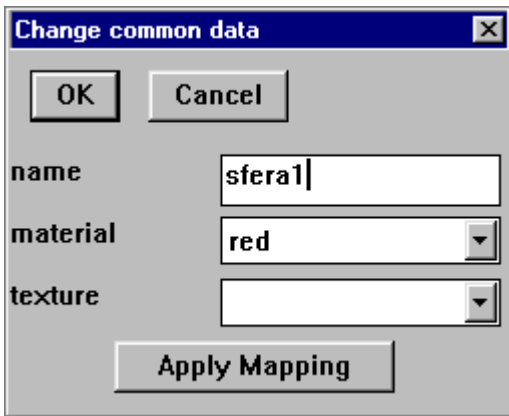 Change common data
OK Cancel
name sfera1
material red
texture
Apply Mapping